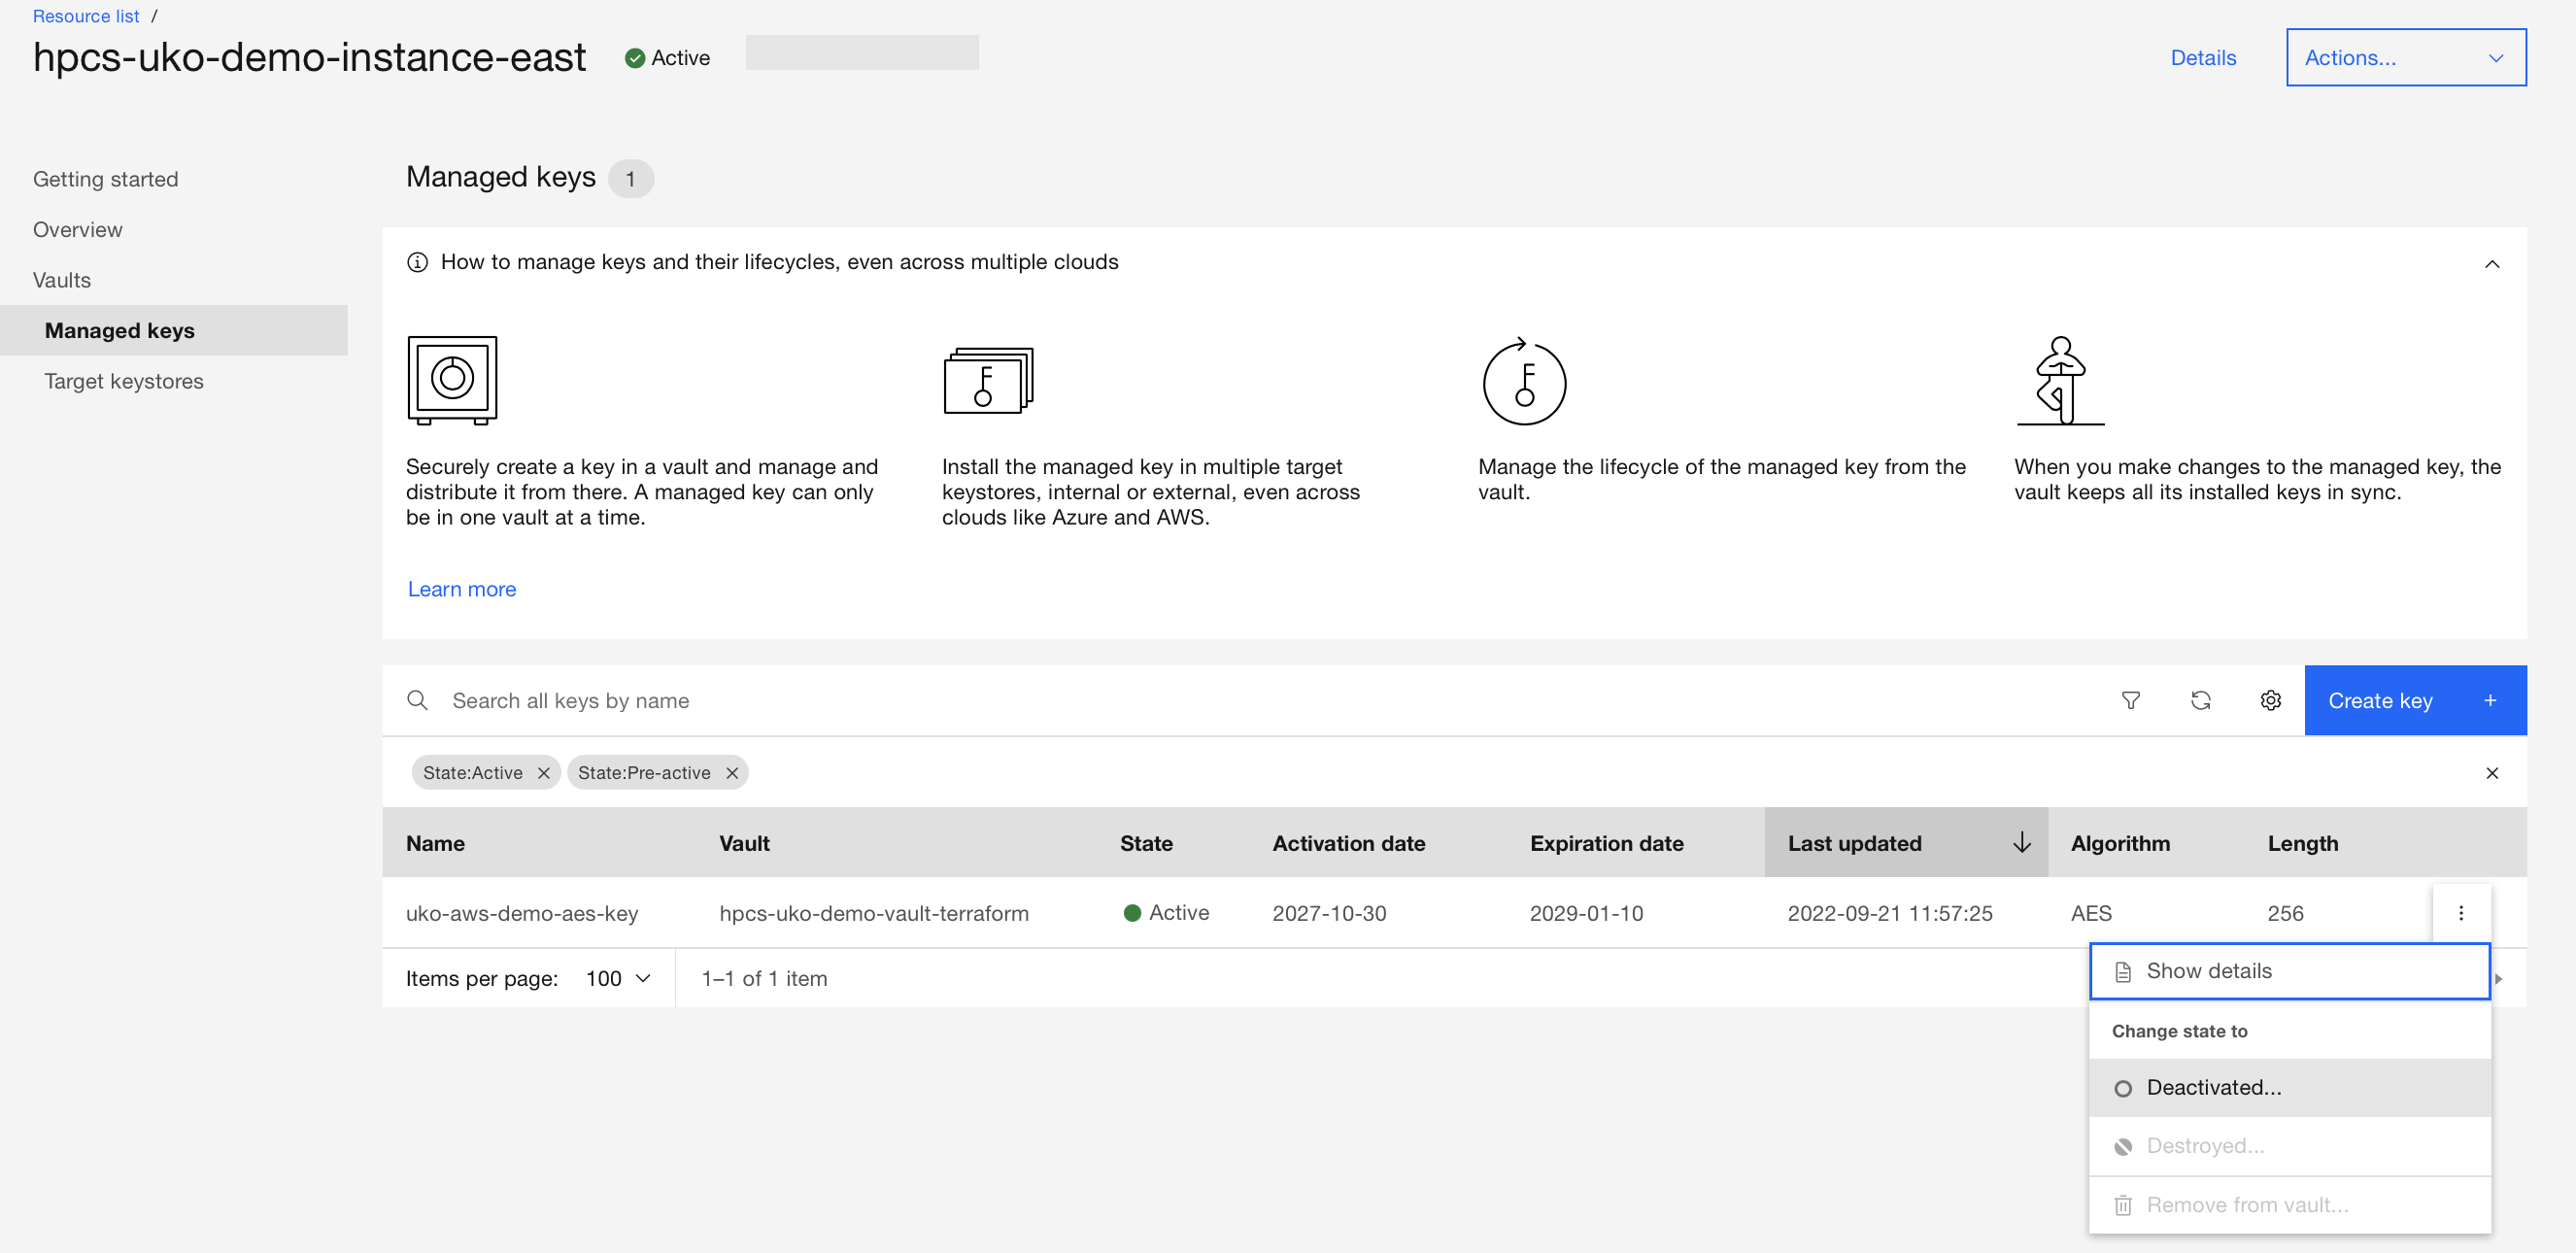 Resource list /
hpcs-uko-demo-instance-east
Active
Details
Actions...
Getting started
Overview
Vaults
Managed keys
Target keystores
Managed keys 1
How to manage keys and their lifecycles, even across multiple clouds
Securely create a key in a vault and manage and
distribute it from there. A managed key can only
be in one vault at a time.
Install the managed key in multiple target
keystores, internal or external, even across
clouds like Azure and AWS.
Manage the lifecycle of the managed key from the
vault.
When you make changes to the managed key, the
vault keeps all its installed keys in sync.
Learn more
Search all keys by name
Create key +
State:Active
State:Pre-active
Name Vault State Activation date Expiration date Last updated Algorithm Length
uko-aws-demo-aes-key hpcs-uko-demo-vault-terraform Active 2027-10-30 2029-01-10 2022-09-21 11:57:25 AES 256
Items per page: 100 1–1 of 1 item
Show details
Change state to
Deactivated...
Destroyed...
Remove from vault...